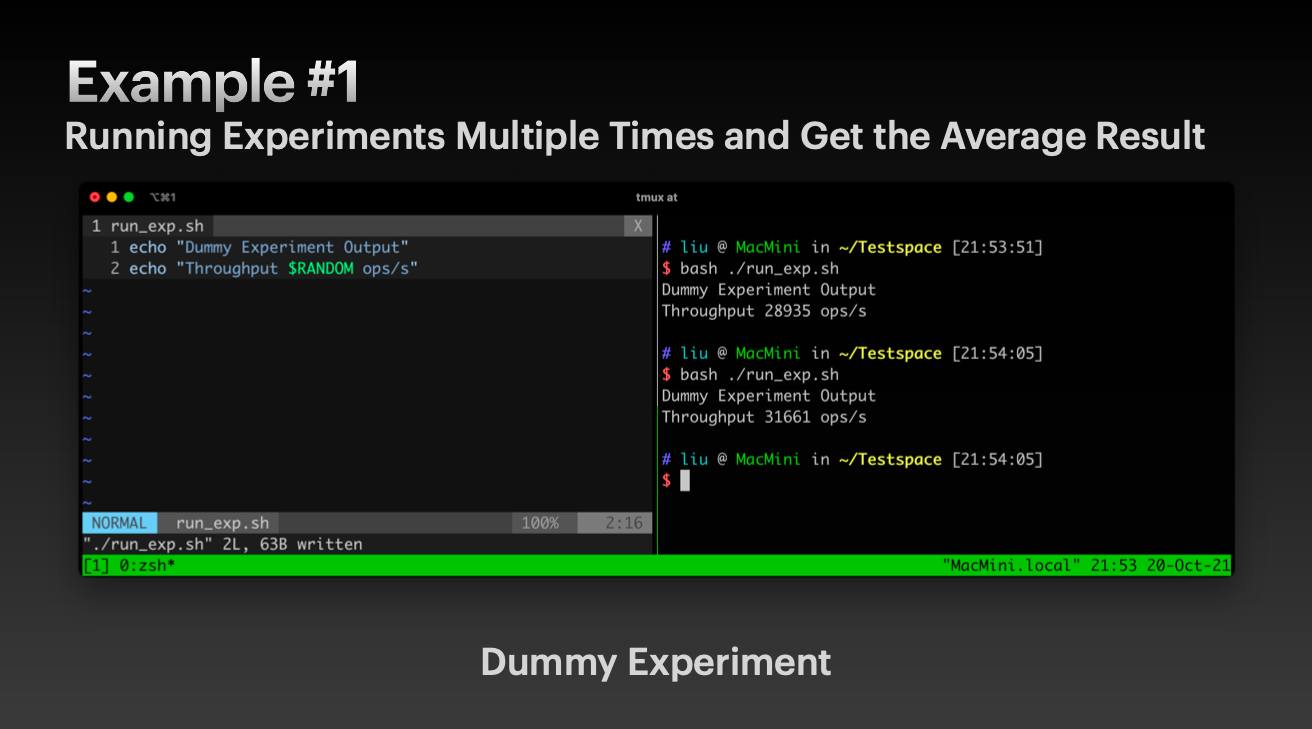 Example #1
Running Experiments Multiple Times and Get the Average Result
⌥⌘1
tmux at
1 run_exp.sh X
1 echo "Dummy Experiment Output"
2 echo "Throughput $RANDOM ops/s"
~
~
~
~
~
~
~
~
~
~
~
NORMAL run_exp.sh 100% 2:16
"./run_exp.sh" 2L, 63B written
# liu @ MacMini in ~/Testspace [21:53:51]
$ bash ./run_exp.sh
Dummy Experiment Output
Throughput 28935 ops/s
# liu @ MacMini in ~/Testspace [21:54:05]
$ bash ./run_exp.sh
Dummy Experiment Output
Throughput 31661 ops/s
# liu @ MacMini in ~/Testspace [21:54:05]
$
[1] 0:zsh* "MacMini.local" 21:53 20-Oct-21
Dummy Experiment